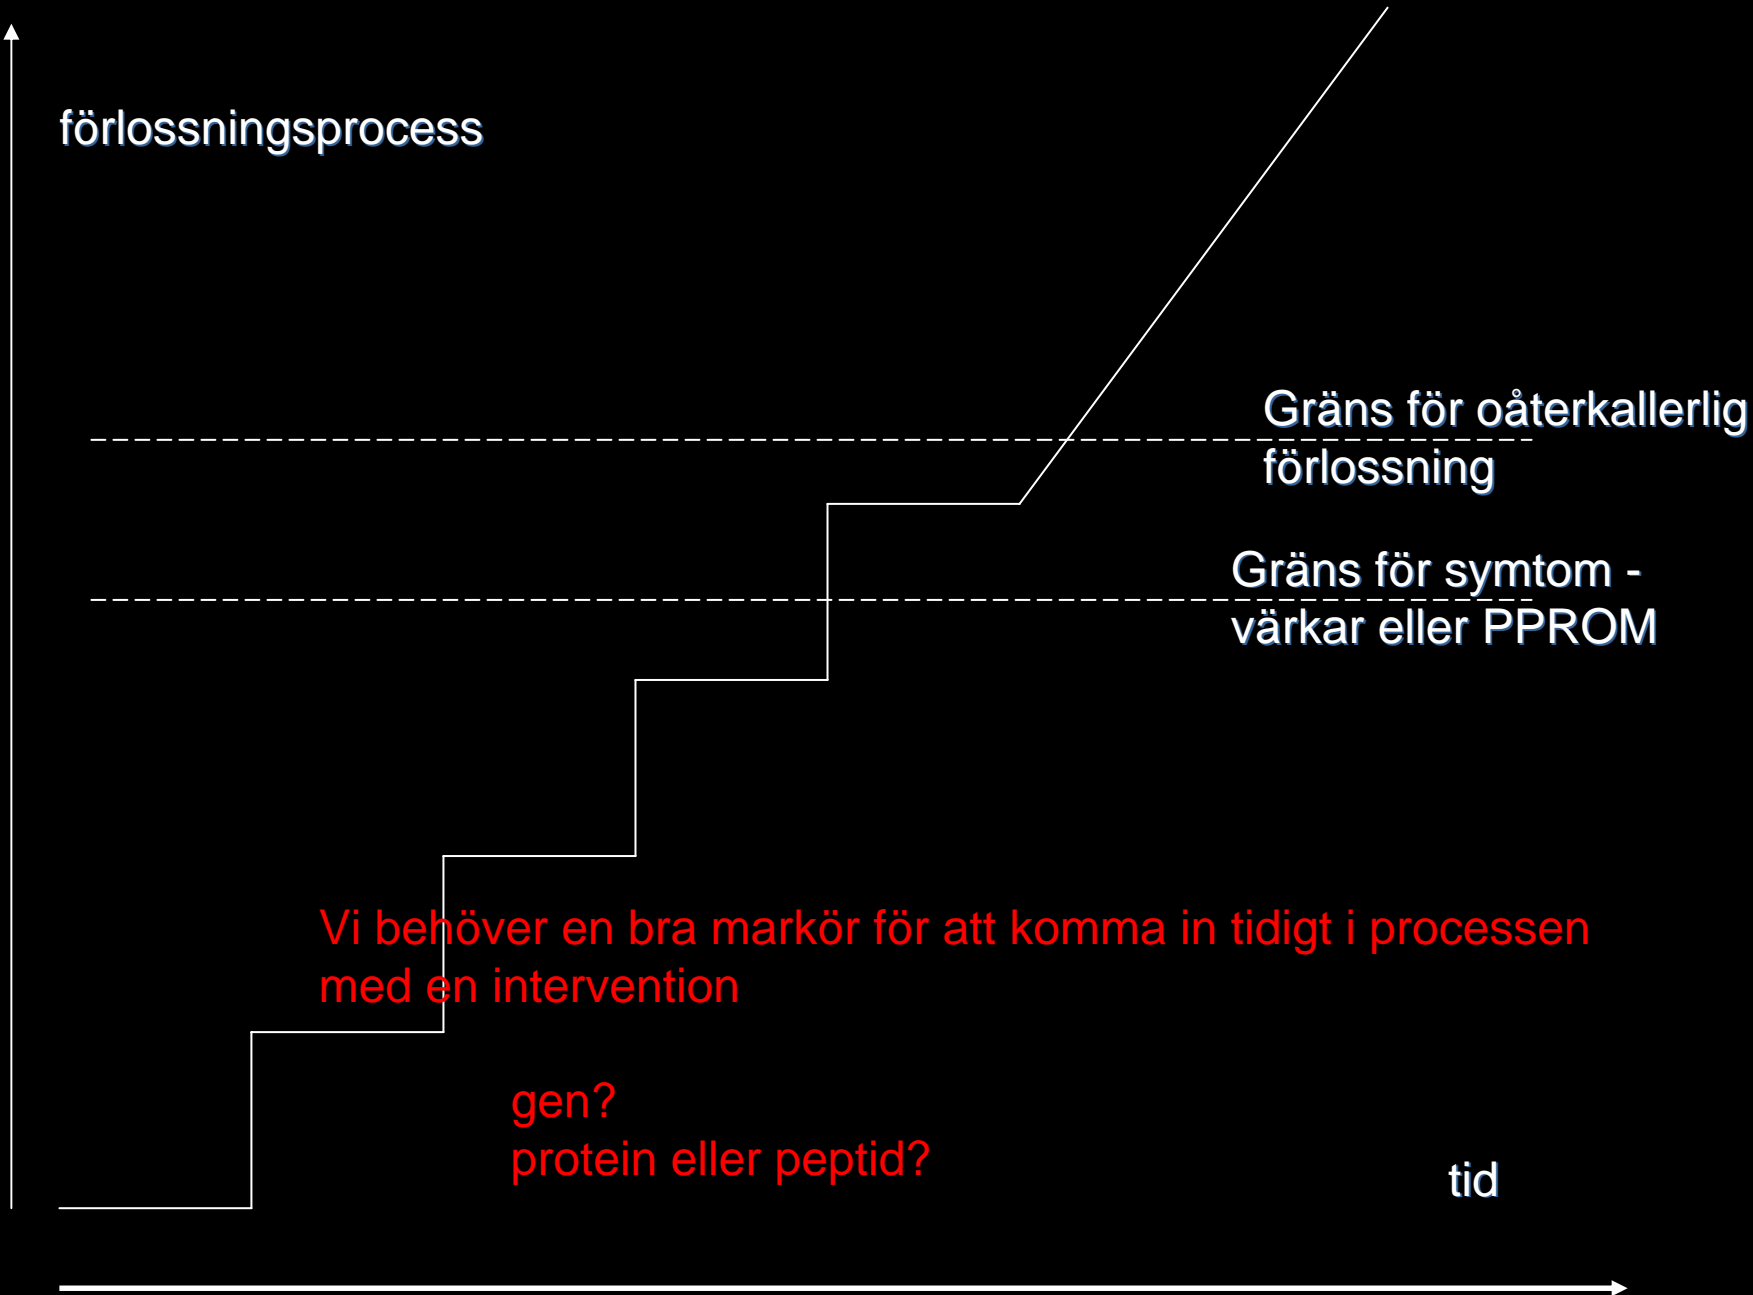 förlossningsprocess
Gräns för oåterkallerlig
förlossning
Gräns för symtom -
värkar eller PPROM
Vi behöver en bra markör för att komma in tidigt i processen
med en intervention
gen?
protein eller peptid?
tid